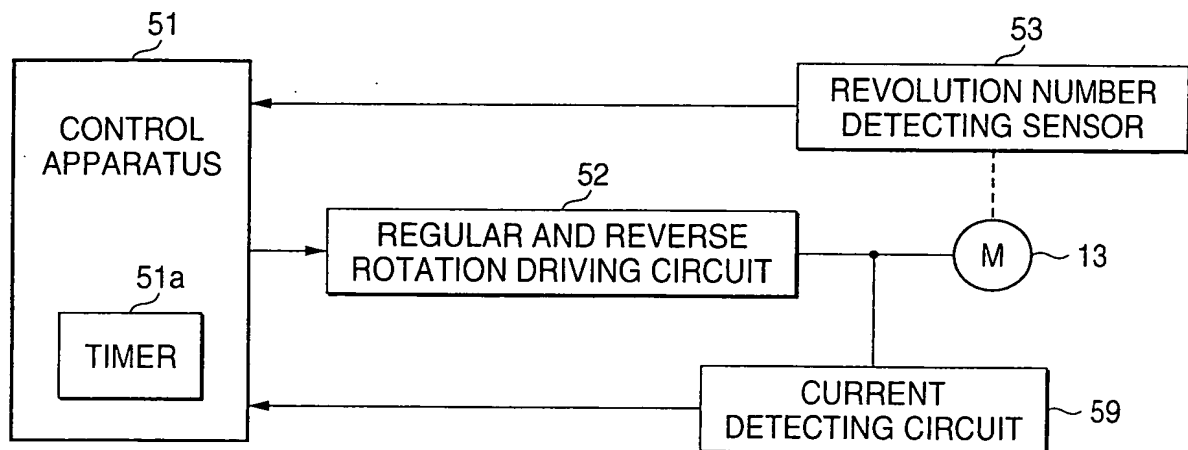 51
53
CONTROL
APPARATUS
REVOLUTION NUMBER
DETECTING SENSOR
52
REGULAR AND REVERSE
ROTATION DRIVING CIRCUIT
M
13
51a
TIMER
CURRENT
DETECTING CIRCUIT
59